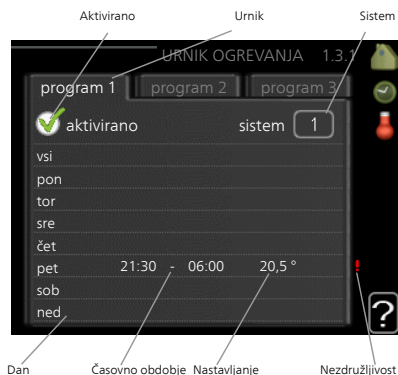 Aktivirano Urnik Sistem
URNIK OGREVANJA 1.3.1
program 1 program 2 program 3
aktivirano sistem 1
vsi
pon
tor
sre
čet
pet 21:30 - 06:00 20,5 ° !
sob
ned ?
Dan Časovno obdobje Nastavljanje Nezdružljivost